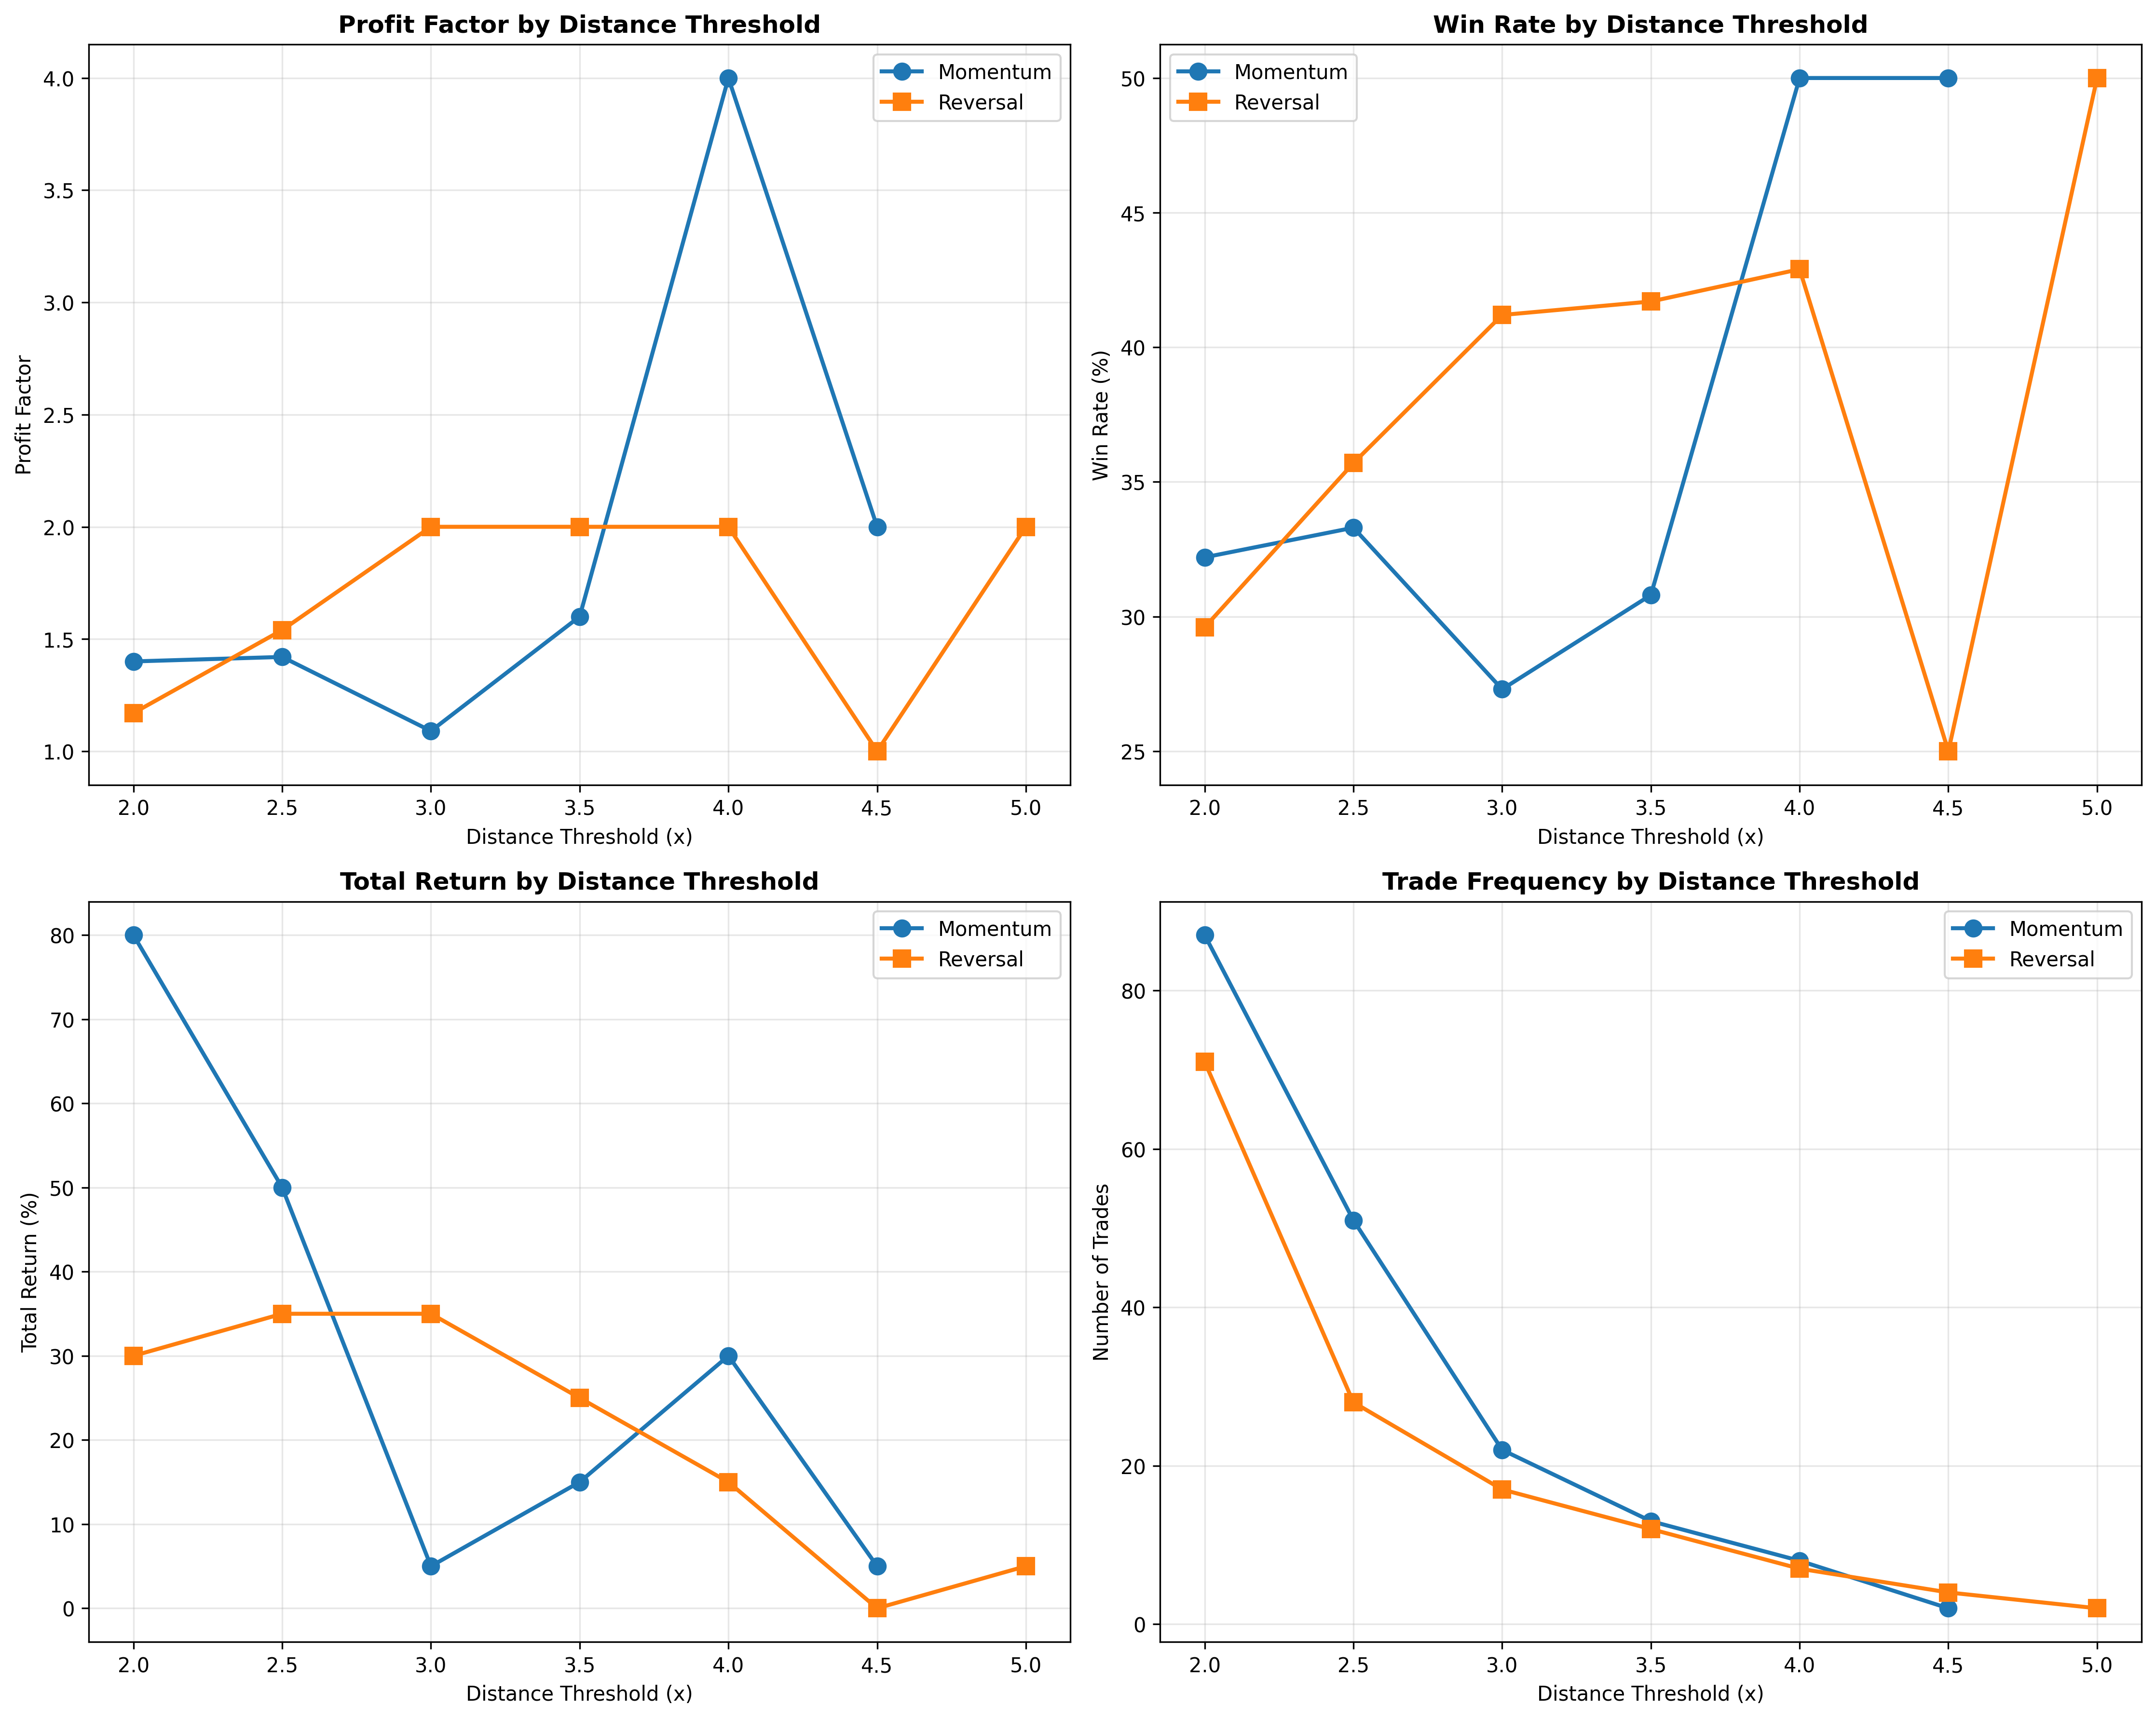 Profit Factor by Distance Threshold
Momentum
Reversal
4.0
3.5
3.0
2.5
2.0
1.5
1.0
Profit Factor
2.0 2.5 3.0 3.5 4.0 4.5 5.0
Distance Threshold (x)
Win Rate by Distance Threshold
Momentum
Reversal
50
45
40
35
30
25
Win Rate (%)
2.0 2.5 3.0 3.5 4.0 4.5 5.0
Distance Threshold (x)
Total Return by Distance Threshold
Momentum
Reversal
80
70
60
50
40
30
20
10
0
Total Return (%)
2.0 2.5 3.0 3.5 4.0 4.5 5.0
Distance Threshold (x)
Trade Frequency by Distance Threshold
Momentum
Reversal
80
60
40
20
0
Number of Trades
2.0 2.5 3.0 3.5 4.0 4.5 5.0
Distance Threshold (x)